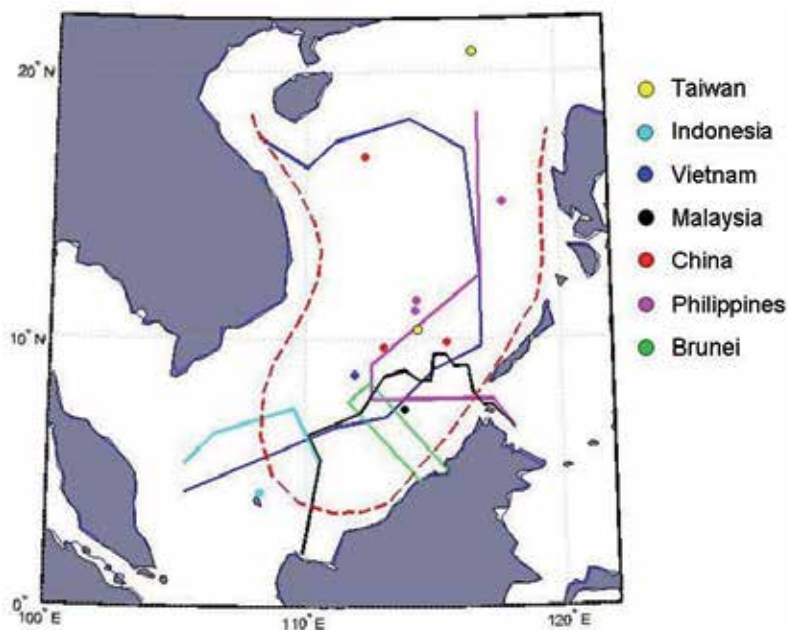 20° N
Taiwan
Indonesia
Vietnam
Malaysia
China
Philippines
Brunei
10° N
0°
100° E
110° E
120° E